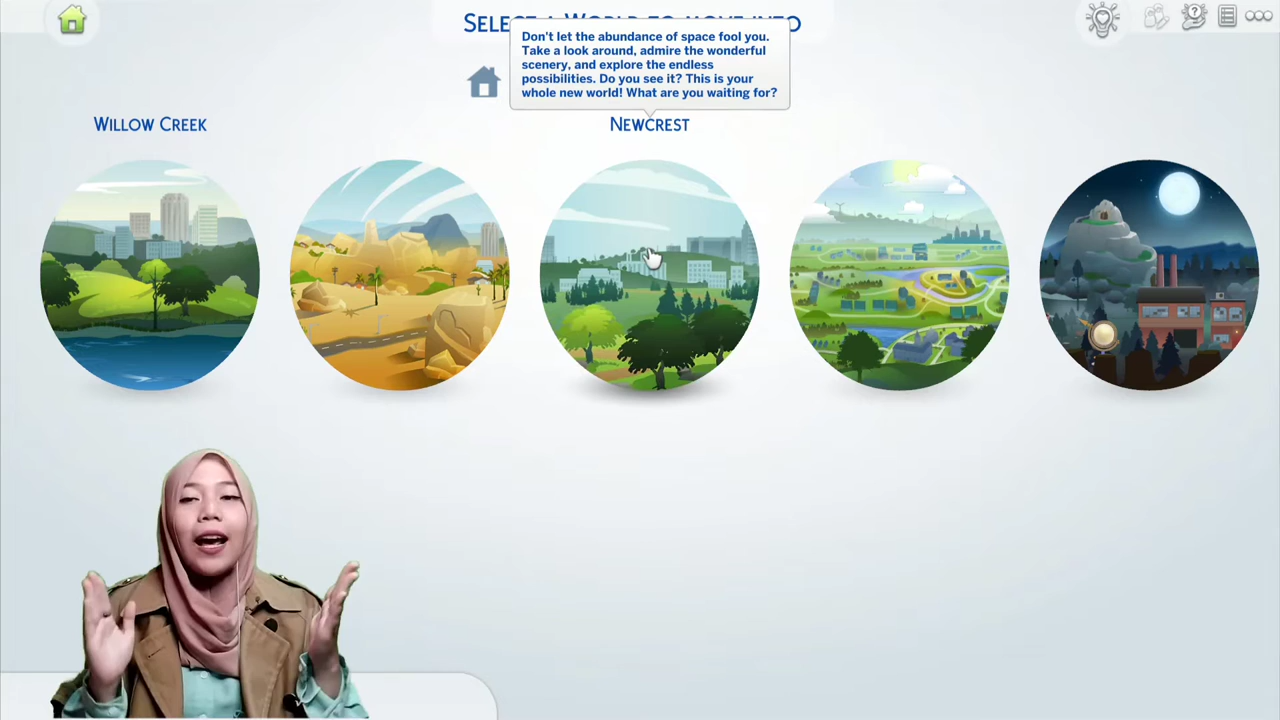 Don't let the abundance of space fool you.
Take a look around, admire the wonderful
scenery, and explore the endless
possibilities. Do you see it? This is your
whole new world! What are you waiting for?
WILLOW CREEK
NEWCREST